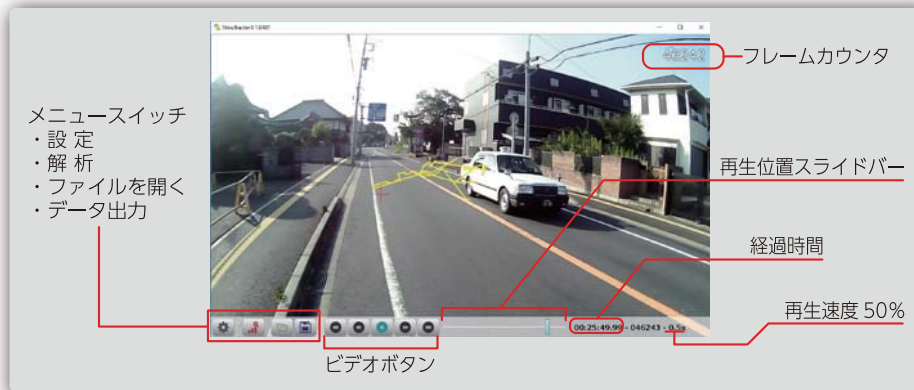 フレームカウンタ
メニュースイッチ
・設 定
・解 析
・ファイルを開く
・データ出力
再生位置スライドバー
経過時間
再生速度 50%
00:25:49.99 - 046243 - 0.5x
ビデオボタン